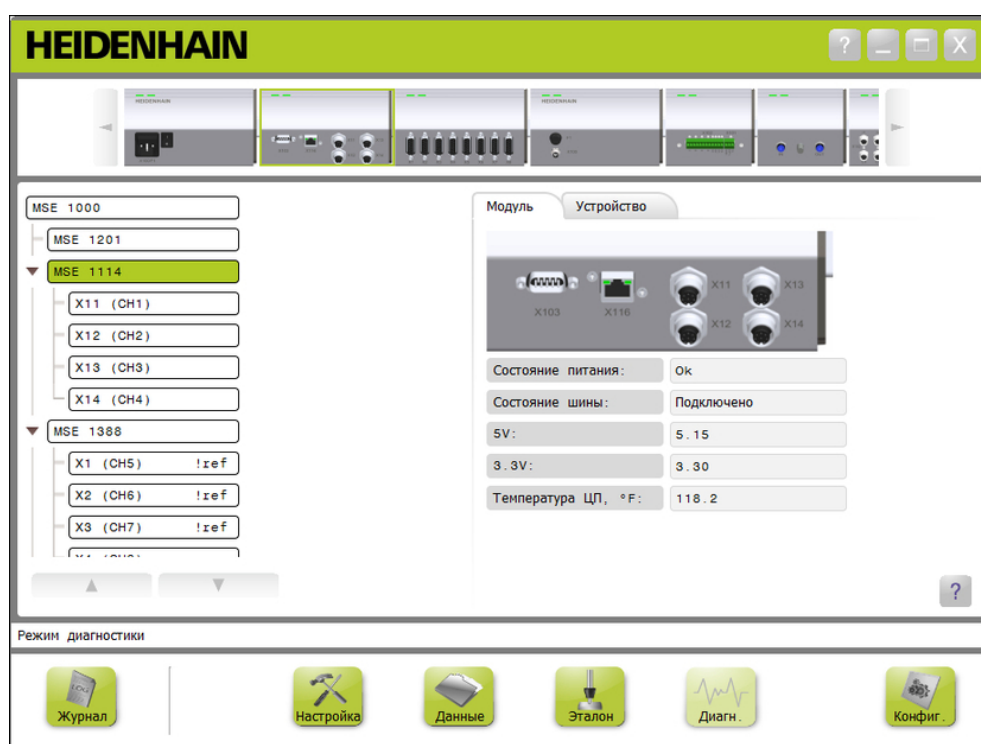 HEIDENHAIN
?
X
HEIDENHAIN
HEIDENHAIN
MSE 1000
MSE 1201
MSE 1114
X11 (CH1)
X12 (CH2)
X13 (CH3)
X14 (CH4)
MSE 1388
X1 (CH5) !ref
X2 (CH6) !ref
X3 (CH7) !ref
Модуль
Устройство
X103
X116
X11
X13
X12
X14
Состояние питания: Ok
Состояние шины: Подключено
5V: 5.15
3.3V: 3.30
Температура ЦП, °F: 118.2
?
Режим диагностики
LOG
Журнал
Настройка
Данные
Эталон
Диагн.
Конфиг.